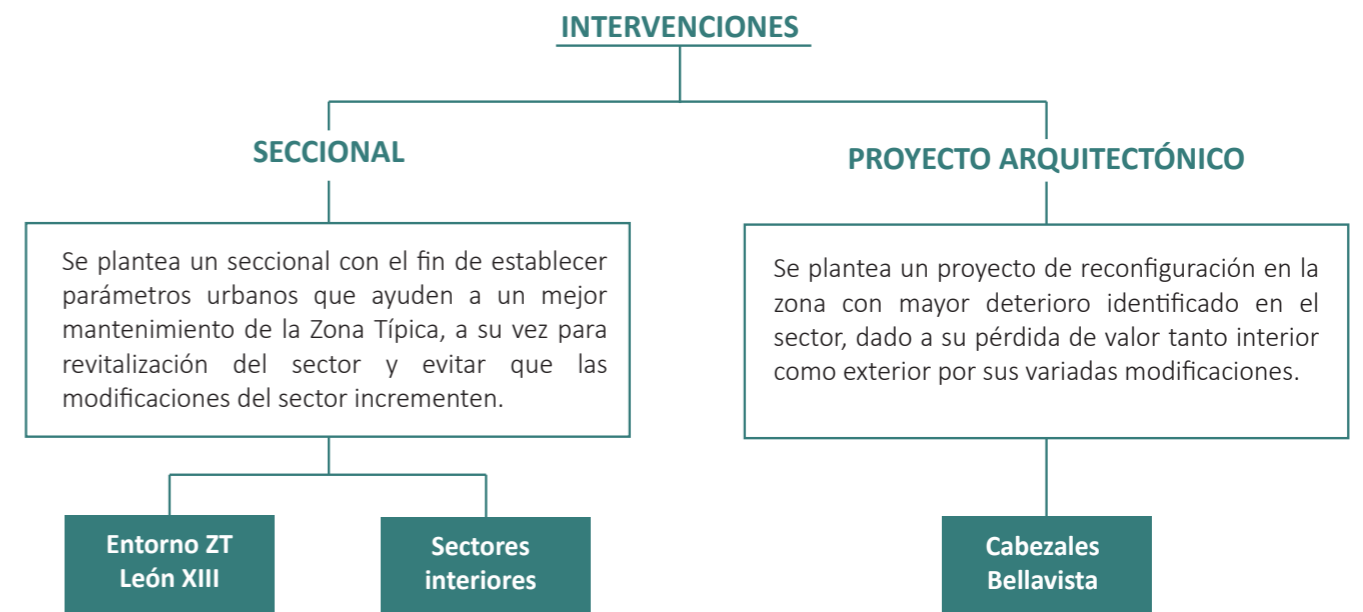 INTERVENCIONES
SECCIONAL
Se plantea un seccional con el fin de establecer
parámetros urbanos que ayuden a un mejor
mantenimiento de la Zona Típica, a su vez para
revitalización del sector y evitar que las
modificaciones del sector incrementen.
Entorno ZT
León XIII
Sectores
interiores
PROYECTO ARQUITECTÓNICO
Se plantea un proyecto de reconfiguración en la
zona con mayor deterioro identificado en el
sector, dado a su pérdida de valor tanto interior
como exterior por sus variadas modificaciones.
Cabezales
Bellavista